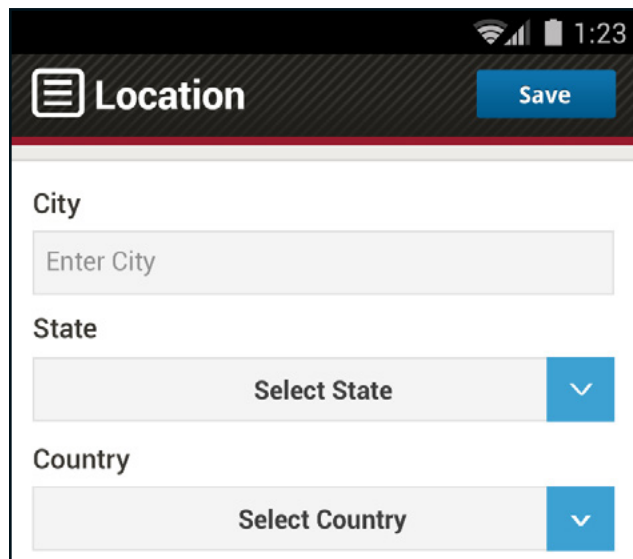 1:23
Location
Save
City
Enter City
State
Select State
Country
Select Country